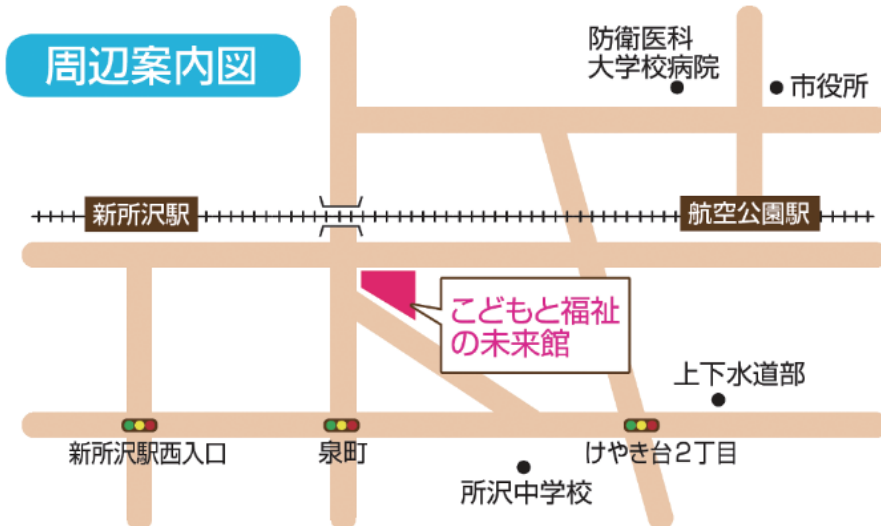 周辺案内図
防衛医科
大学校病院
市役所
新所沢駅
航空公園駅
こどもと福祉
の未来館
上下水道部
新所沢駅西入口
泉町
けやき台2丁目
所沢中学校